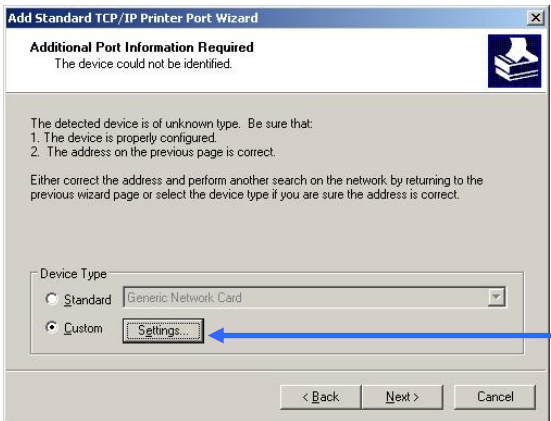 Add Standard TCP/IP Printer Port Wizard
Additional Port Information Required
The device could not be identified.
The detected device is of unknown type. Be sure that:
1. The device is properly configured.
2. The address on the previous page is correct.
Either correct the address and perform another search on the network by returning to the
previous wizard page or select the device type if you are sure the address is correct.
Device Type
Standard Generic Network Card
Custom Settings...
< Back Next > Cancel